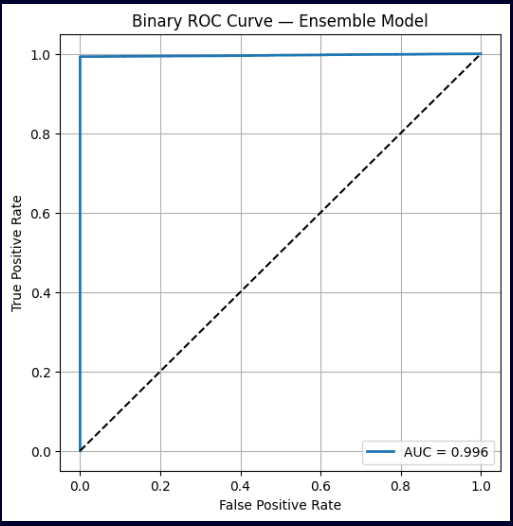 Binary ROC Curve — Ensemble Model
1.0
0.8
0.6
0.4
0.2
0.0
True Positive Rate
0.0 0.2 0.4 0.6 0.8 1.0
False Positive Rate
AUC = 0.996